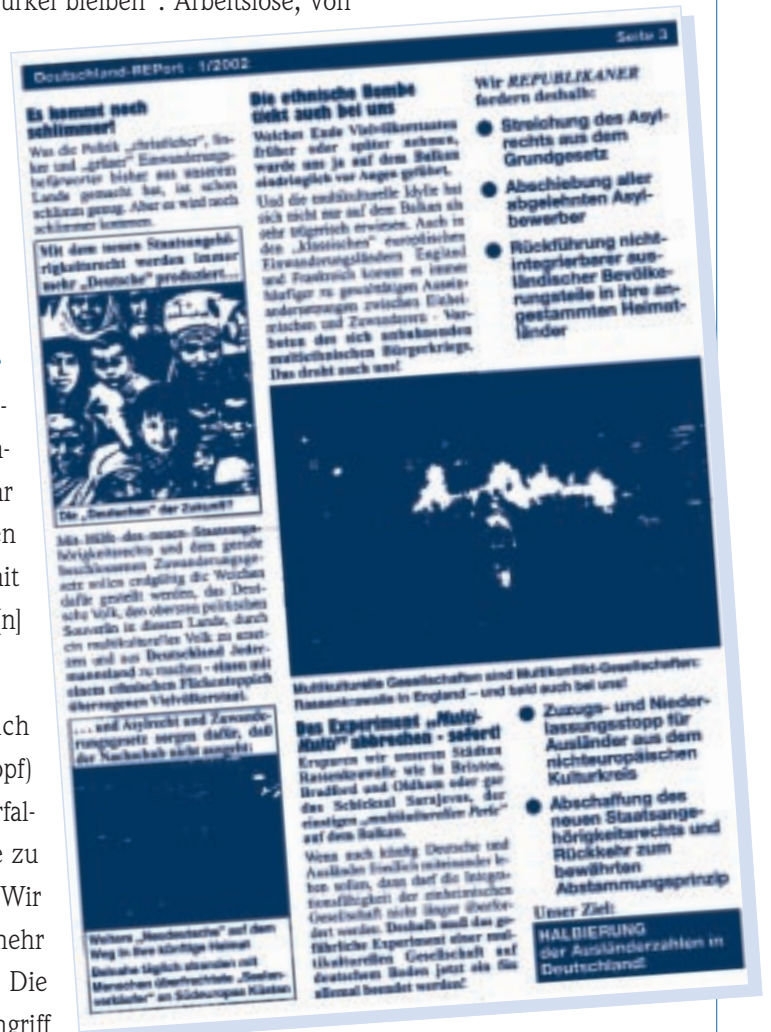 urker bleiben“. Arbeitslose, von
-
n-
ar
en
nit
[n]
ich
opf)
rfal-
e zu
Wir
mehr
Die
ngriff
Deutschland-REPort - 1/2002
Seite 3
Es kommt noch
schlimmer!
Was die Politik „christlicher“, lin-
ker und „grüner“ Einwanderungs-
befürworter bisher aus unserem
Lande gemacht hat, ist schon
schlimm genug. Aber es wird noch
schlimmer kommen.
Mit dem neuen Staatsangehö-
rigkeitsrecht werden immer
mehr „Deutsche“ produziert...
Die „Deutschen“ der Zukunft?
Mit Hilfe des neuen Staatsange-
hörigkeitsrechts und dem gerade
beschlossenen Zuwanderungsge-
setz sollen endgültig die Weichen
dafür gestellt werden, das Deut-
sche Volk, den obersten politischen
Souverän in diesem Lande, durch
ein multikulturelles Volk zu erset-
zen und aus Deutschland Jeder-
mannsland zu machen - einen mit
einem ethnischen Flickenteppich
überzogenen Vielvölkerstaat.
... und Asylrecht und Zuwande-
rungsgesetz sorgen dafür, daß
der Nachschub nicht ausgeht:
Weitere „Neudeutsche“ auf dem
Weg in ihre künftige Heimat
Beinahe täglich stranden mit
Menschen überfrachtete „Seelen-
verkäufer“ an Südeuropas Küsten
Die ethnische Bombe
tickt auch bei uns
Welches Ende Vielvölkerstaaten
früher oder später nehmen,
wurde uns ja auf dem Balkan
eindringlich vor Augen geführt.
Und die multikulturelle Idylle hat
sich nicht nur auf dem Balkan als
sehr trügerisch erwiesen. Auch in
den „klassischen“ europäischen
Einwanderungsländern England
und Frankreich kommt es immer
häufiger zu gewalttätigen Ausein-
andersetzungen zwischen Einhei-
mischen und Zuwanderern - Vor-
boten des sich anbahnenden
multiethnischen Bürgerkriegs.
Das droht auch uns!
Wir REPUBLIKANER
fordern deshalb:
● Streichung des Asyl-
rechts aus dem
Grundgesetz
● Abschiebung aller
abgelehnten Asyl-
bewerber
● Rückführung nicht-
integrierbarer aus-
ländischer Bevölke-
rungsteile in ihre an-
gestammten Heimat-
länder
Multikulturelle Gesellschaften sind Multikonflikt-Gesellschaften:
Rassenkrawalle in England – und bald auch bei uns!
Das Experiment „Multi-
Kulti“ abbrechen - sofort!
Ersparen wir unseren Städten
Rassenkrawalle wie in Brixton,
Bradford und Oldham oder gar
das Schicksal Sarajevos, der
einstigen „multikulturellen Perle“
auf dem Balkan.
Wenn auch künftig Deutsche und
Ausländer friedlich miteinander le-
ben sollen, dann darf die Integra-
tionsfähigkeit der einheimischen
Gesellschaft nicht länger überfor-
dert werden. Deshalb muß das ge-
fährliche Experiment einer mul-
tikulturellen Gesellschaft auf
deutschem Boden jetzt ein für
allemal beendet werden!
● Zuzugs- und Nieder-
lassungsstopp für
Ausländer aus dem
nichteuropäischen
Kulturkreis
● Abschaffung des
neuen Staatsange-
hörigkeitsrechts und
Rückkehr zum
bewährten
Abstammungsprinzip
Unser Ziel:
HALBIERUNG
der Ausländerzahlen in
Deutschland!